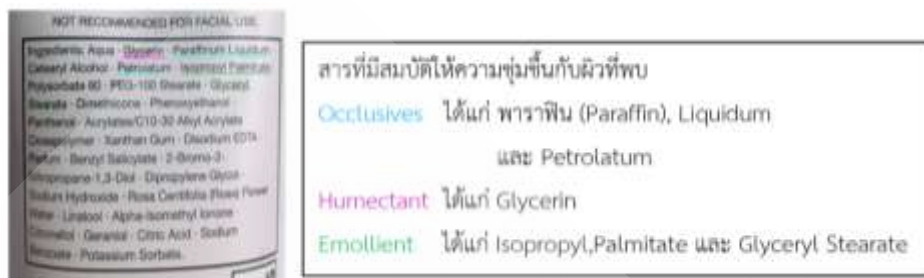 NOT RECOMMENDED FOR FACIAL USE
Ingredients: Aqua · Glycerin · Paraffinum Liquidum
Cetearyl Alcohol · Petrolatum · Isopropyl Palmitate
Polysorbate 60 · PEG-100 Stearate · Glyceryl
Stearate · Dimethicone · Phenoxyethanol
Panthenol · Acrylates/C10-30 Alkyl Acrylate
Crosspolymer · Xanthan Gum · Disodium EDTA
Parfum · Benzyl Salicylate · 2-Bromo-2-
Nitropropane-1,3-Diol · Dipropylene Glycol
Sodium Hydroxide · Rosa Centifolia (Rose) Flower
Water · Linalool · Alpha-Isomethyl Ionone
Citronellol · Geraniol · Citric Acid · Sodium
Benzoate · Potassium Sorbate.
สารที่มีสมบัติให้ความชุ่มชื้นกับผิวที่พบ
Occlusives ได้แก่ พาราฟิน (Paraffin), Liquidum
และ Petrolatum
Humectant ได้แก่ Glycerin
Emollient ได้แก่ Isopropyl,Palmitate และ Glyceryl Stearate